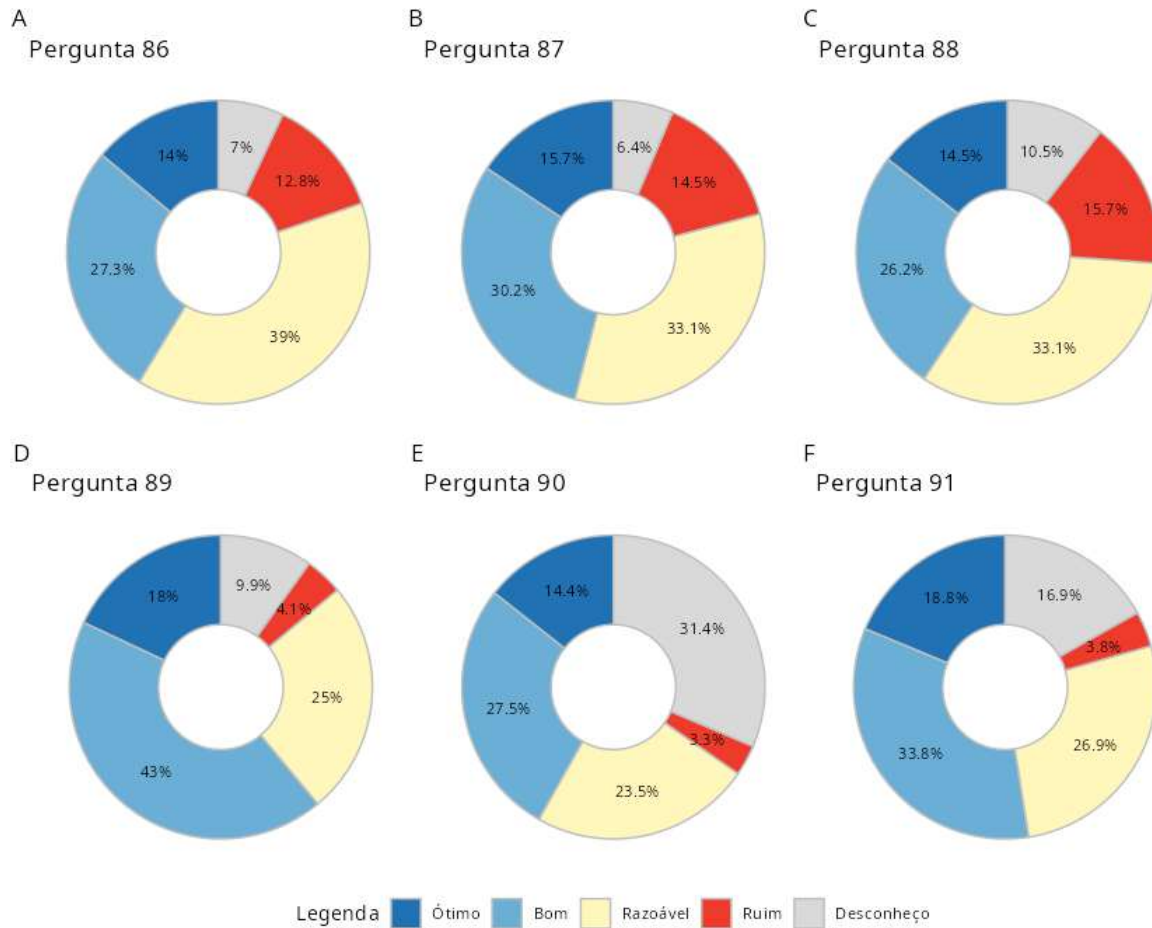 A
Pergunta 86
14%
7%
12.8%
27.3%
39%
B
Pergunta 87
15.7%
6.4%
14.5%
30.2%
33.1%
C
Pergunta 88
14.5%
10.5%
15.7%
26.2%
33.1%
D
Pergunta 89
18%
9.9%
4.1%
25%
43%
E
Pergunta 90
14.4%
31.4%
27.5%
3.3%
23.5%
F
Pergunta 91
18.8%
16.9%
3.8%
33.8%
26.9%
Legenda Ótimo Bom Razoável Ruim Desconheço